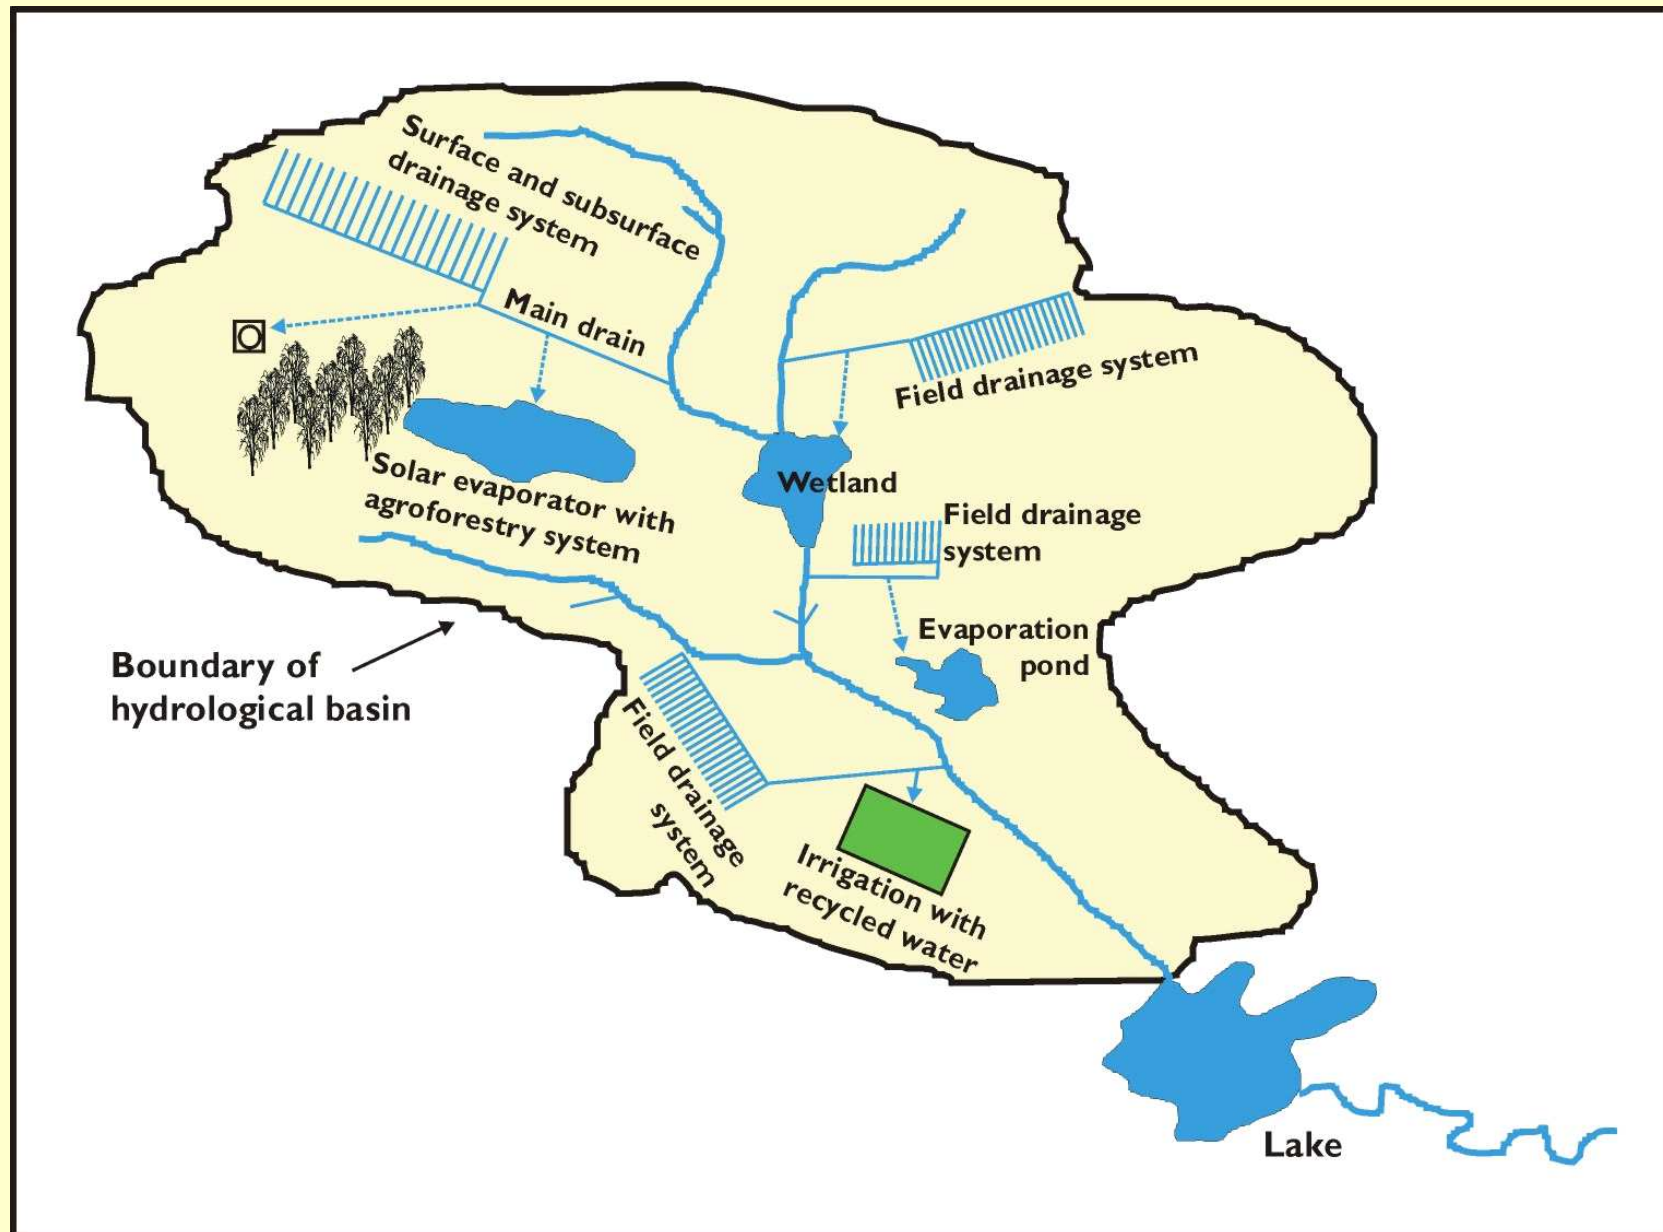 Surface and subsurface
drainage system
Main drain
Field drainage system
Solar evaporator with
agroforestry system
Wetland
Field drainage
system
Evaporation
pond
Boundary of
hydrological basin
Field drainage
system
Irrigation with
recycled water
Lake